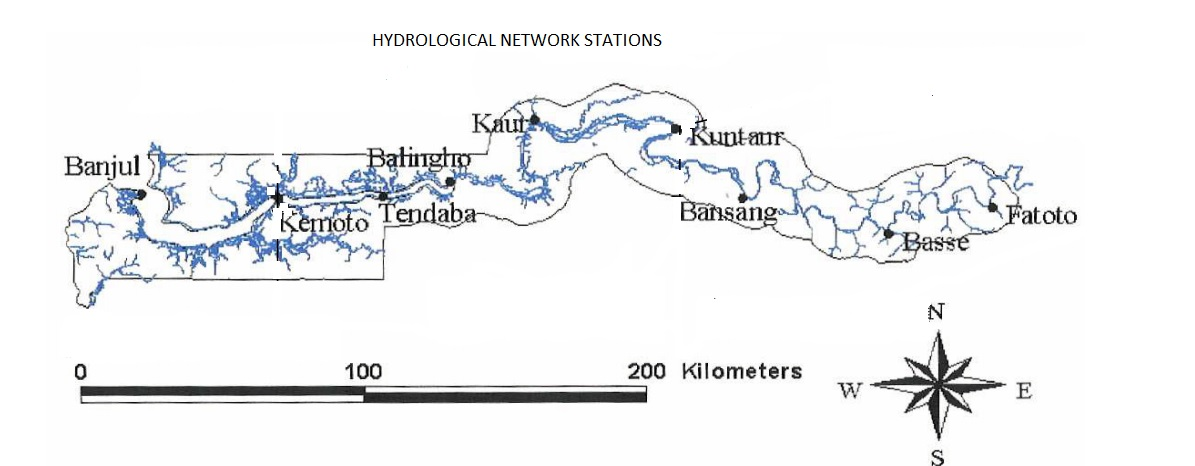 HYDROLOGICAL NETWORK STATIONS
Kaur
Kuntaur
Banjul
Balingho
Kemoto
Tendaba
Bansang
Fatoto
Basse
N
0 100 200 Kilometers
W E
S